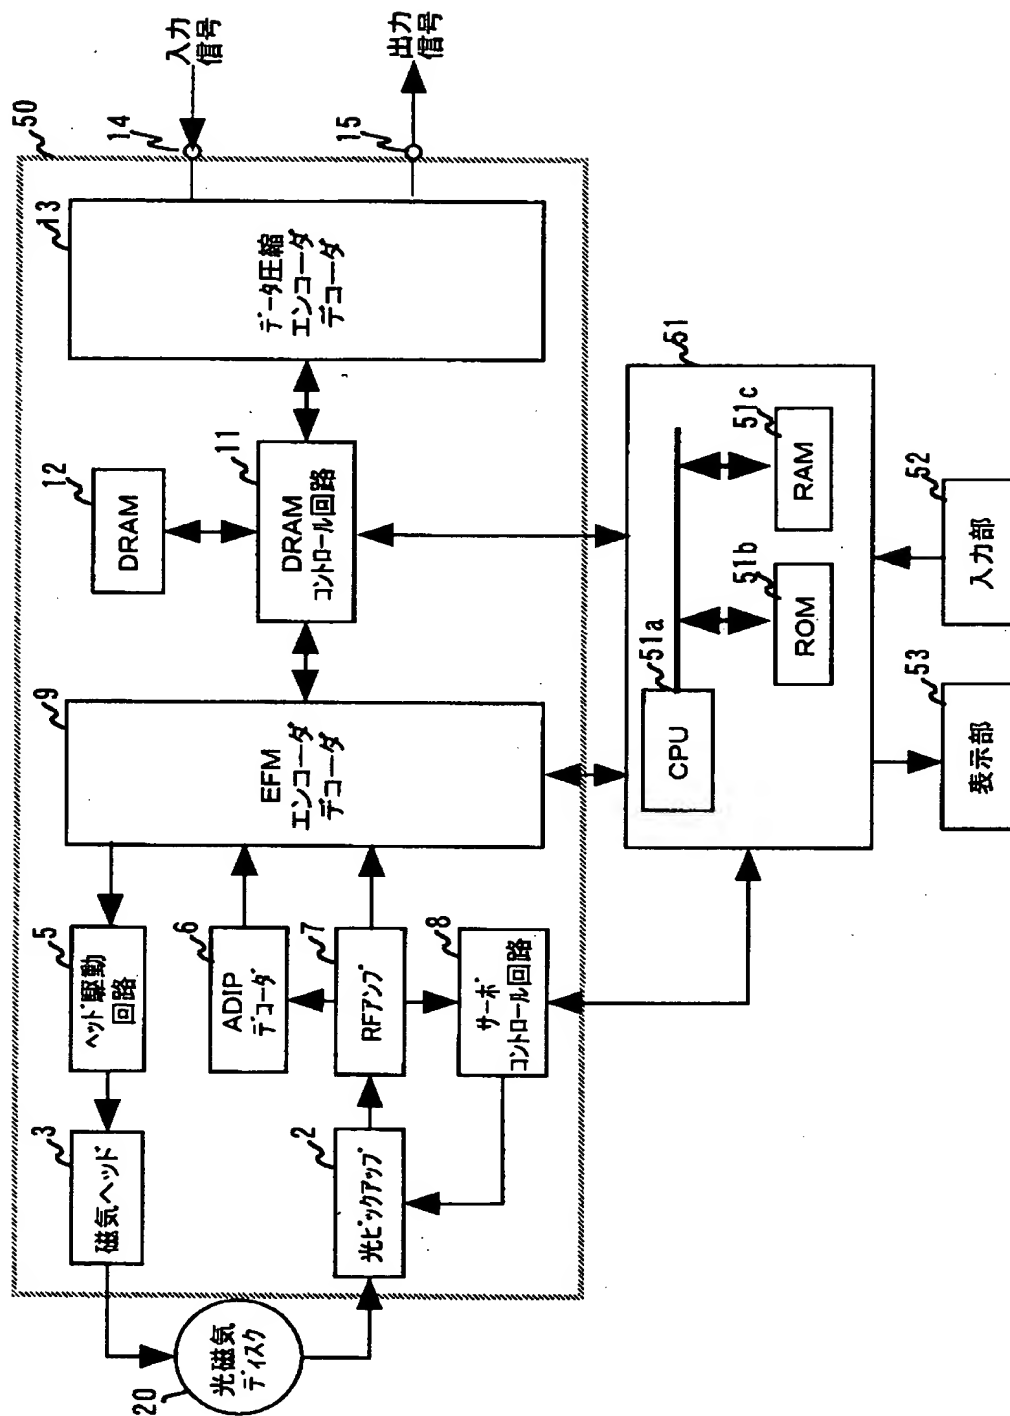 50
14
入力
信号
15
出力
信号
13
データ圧縮
エンコーダ
デコーダ
12
DRAM
11
DRAM
コントロール回路
9
EFM
エンコーダ
デコーダ
5
ヘッド駆動
回路
6
ADIP
デコーダ
7
RFアンプ
8
サーボ
コントロール回路
3
磁気ヘッド
2
光ピックアップ
20
光磁気
ディスク
51
51a
CPU
51b
ROM
51c
RAM
52
入力部
53
表示部